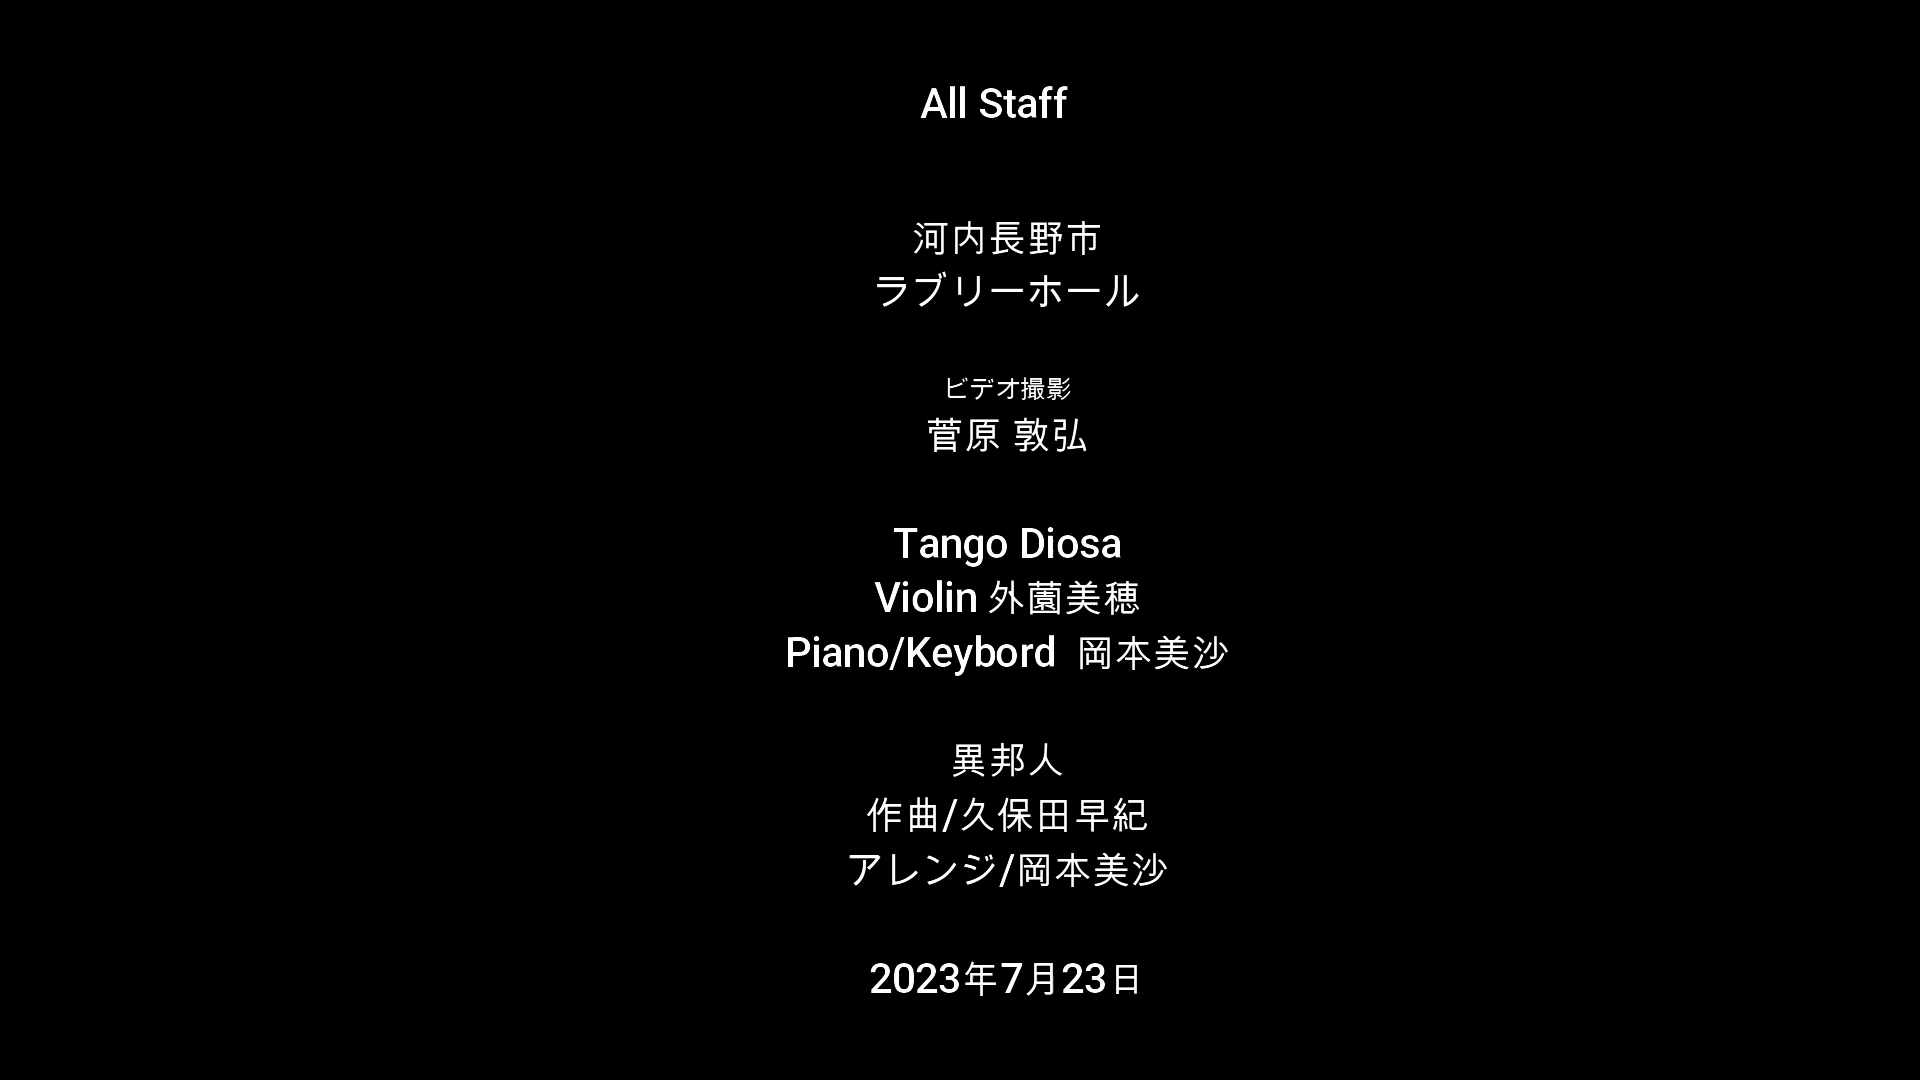 All Staff
河内長野市
ラブリーホール
ビデオ撮影
菅原 敦弘
Tango Diosa
Violin 外薗美穂
Piano/Keybord 岡本美沙
異邦人
作曲/久保田早紀
アレンジ/岡本美沙
2023年7月23日